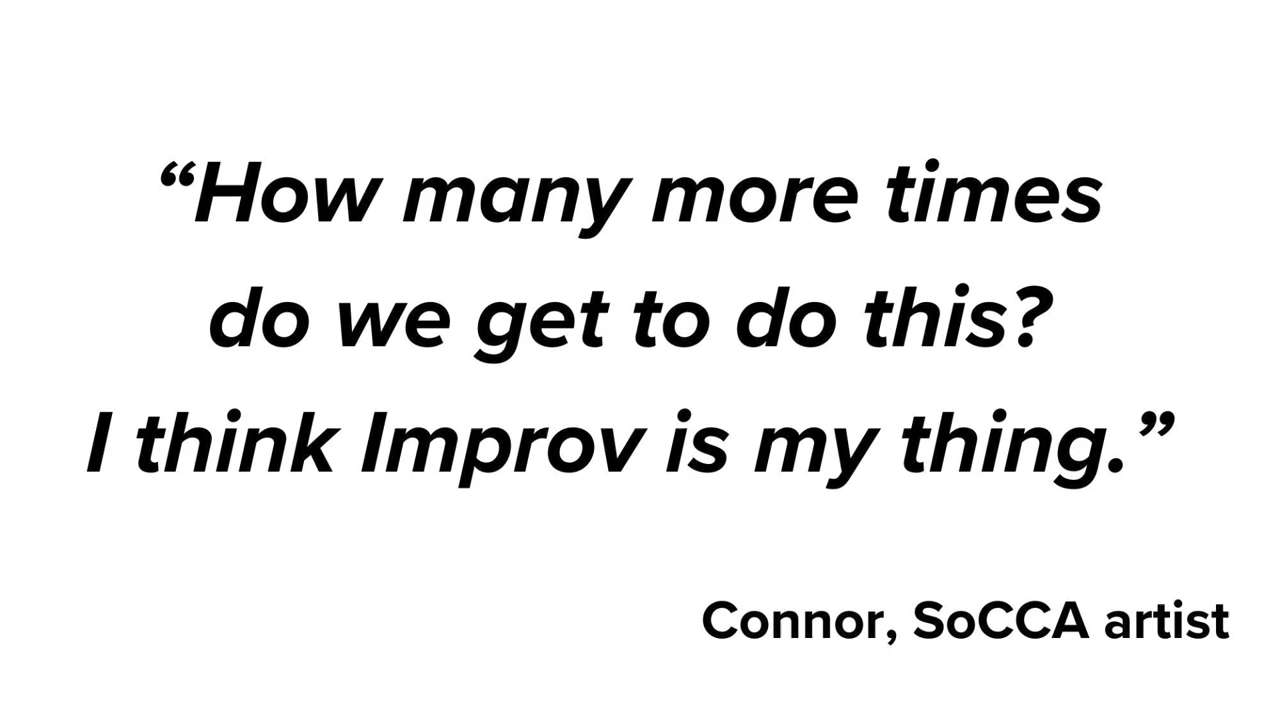 “How many more times
do we get to do this?
I think Improv is my thing.”
Connor, SoCCA artist